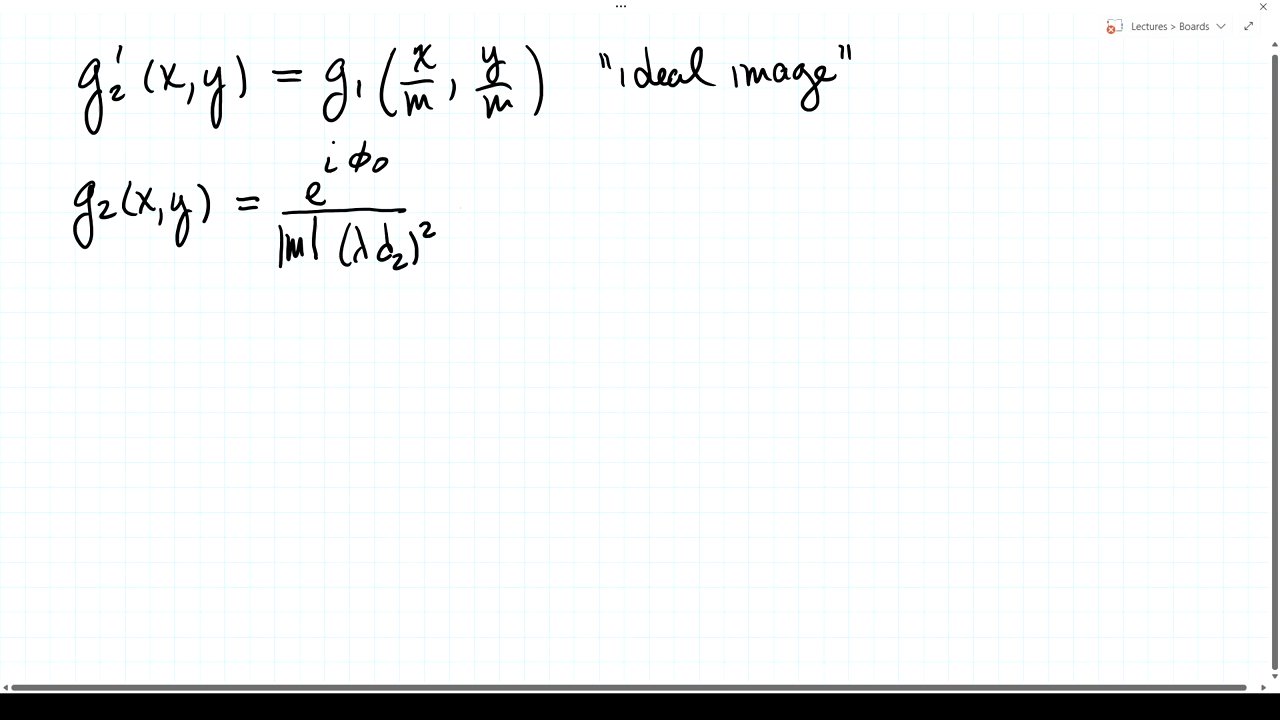 Lectures > Boards
g₂'(x,y) = g₁(x/m, y/m) "ideal image"
g₂(x,y) = e^{iϕ₀} / |m| (λd₂)²